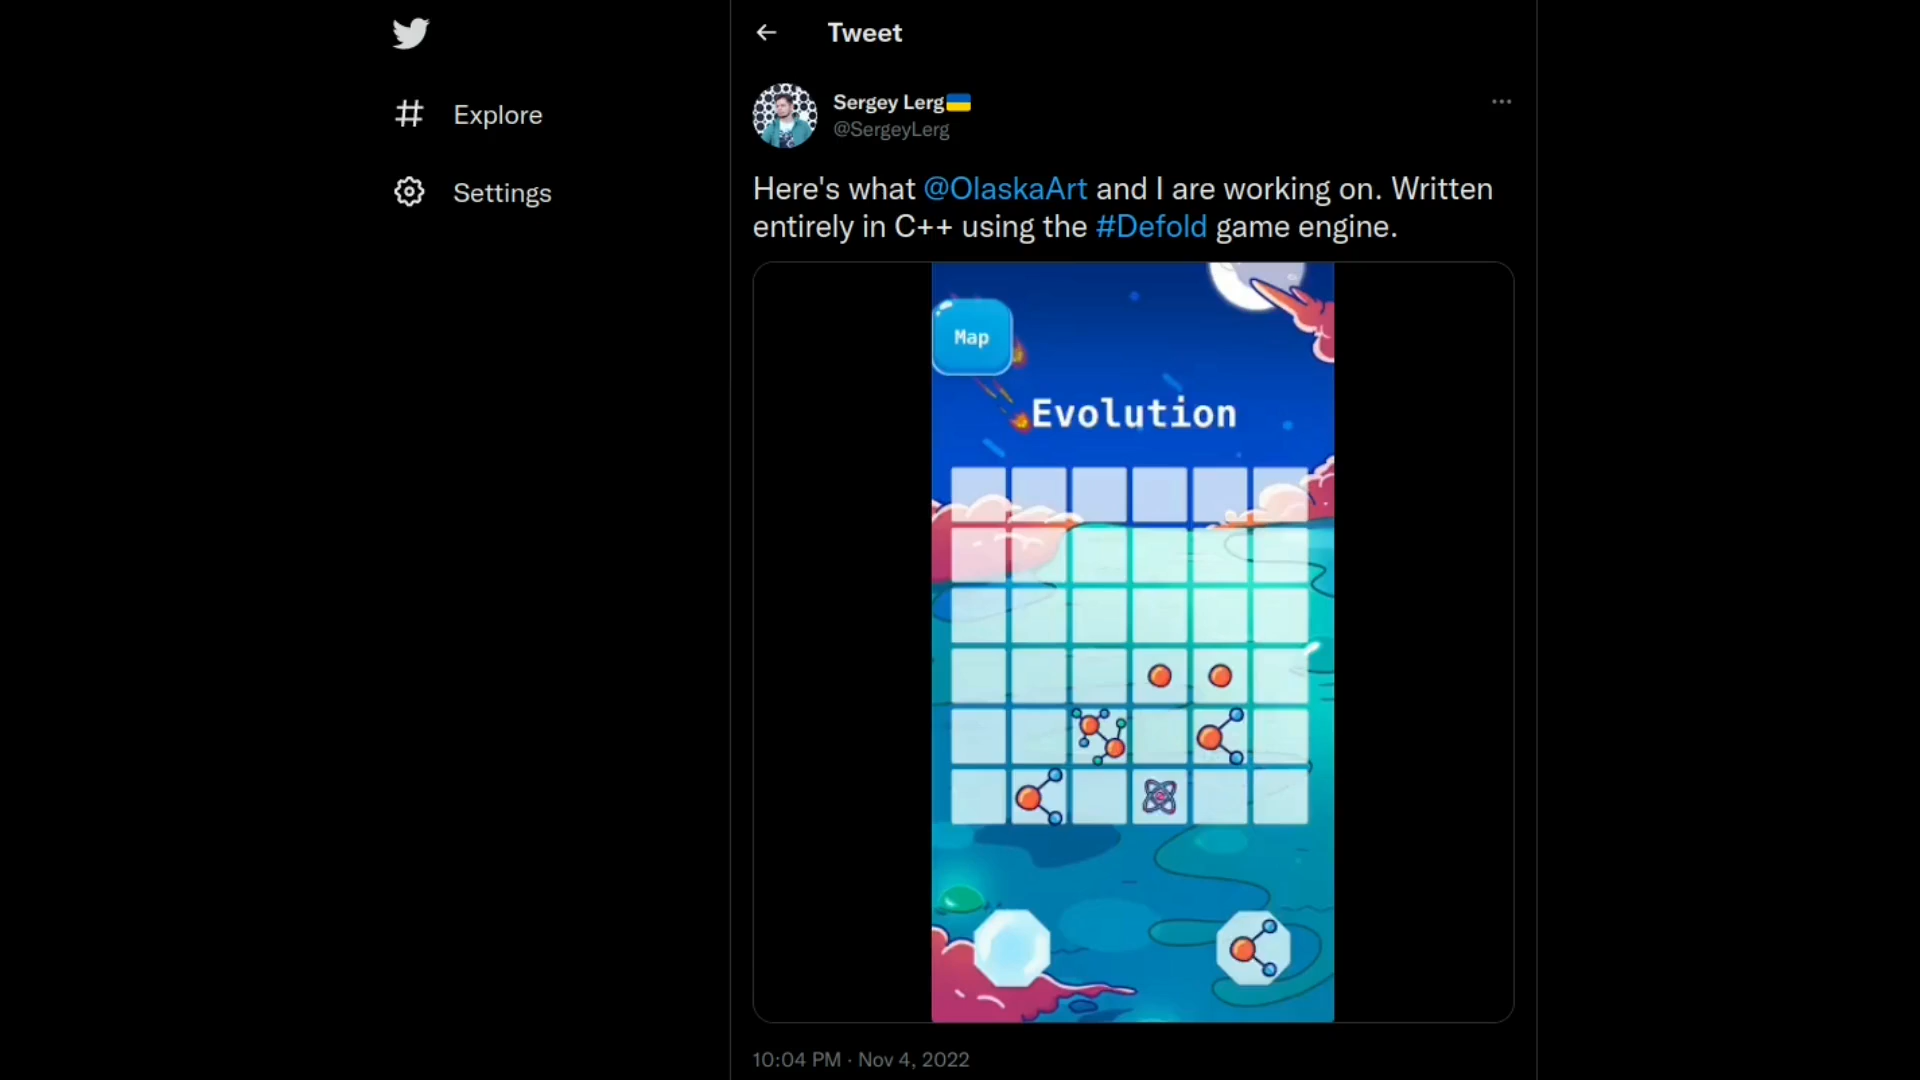 Tweet
Explore
Settings
Sergey Lerg🇺🇦
@SergeyLerg
Here's what @OlaskaArt and I are working on. Written
entirely in C++ using the #Defold game engine.
Map
Evolution
10:04 PM · Nov 4, 2022